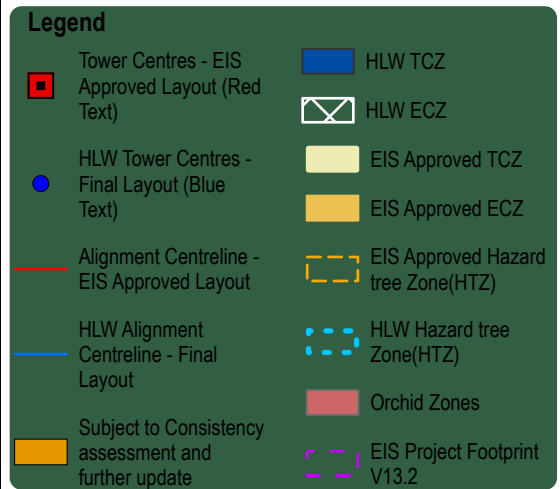 Legend
Tower Centres - EIS
Approved Layout (Red
Text)
HLW Tower Centres -
Final Layout (Blue
Text)
Alignment Centreline -
EIS Approved Layout
HLW Alignment
Centreline - Final
Layout
Subject to Consistency
assessment and
further update
HLW TCZ
HLW ECZ
EIS Approved TCZ
EIS Approved ECZ
EIS Approved Hazard
tree Zone(HTZ)
HLW Hazard tree
Zone(HTZ)
Orchid Zones
EIS Project Footprint
V13.2